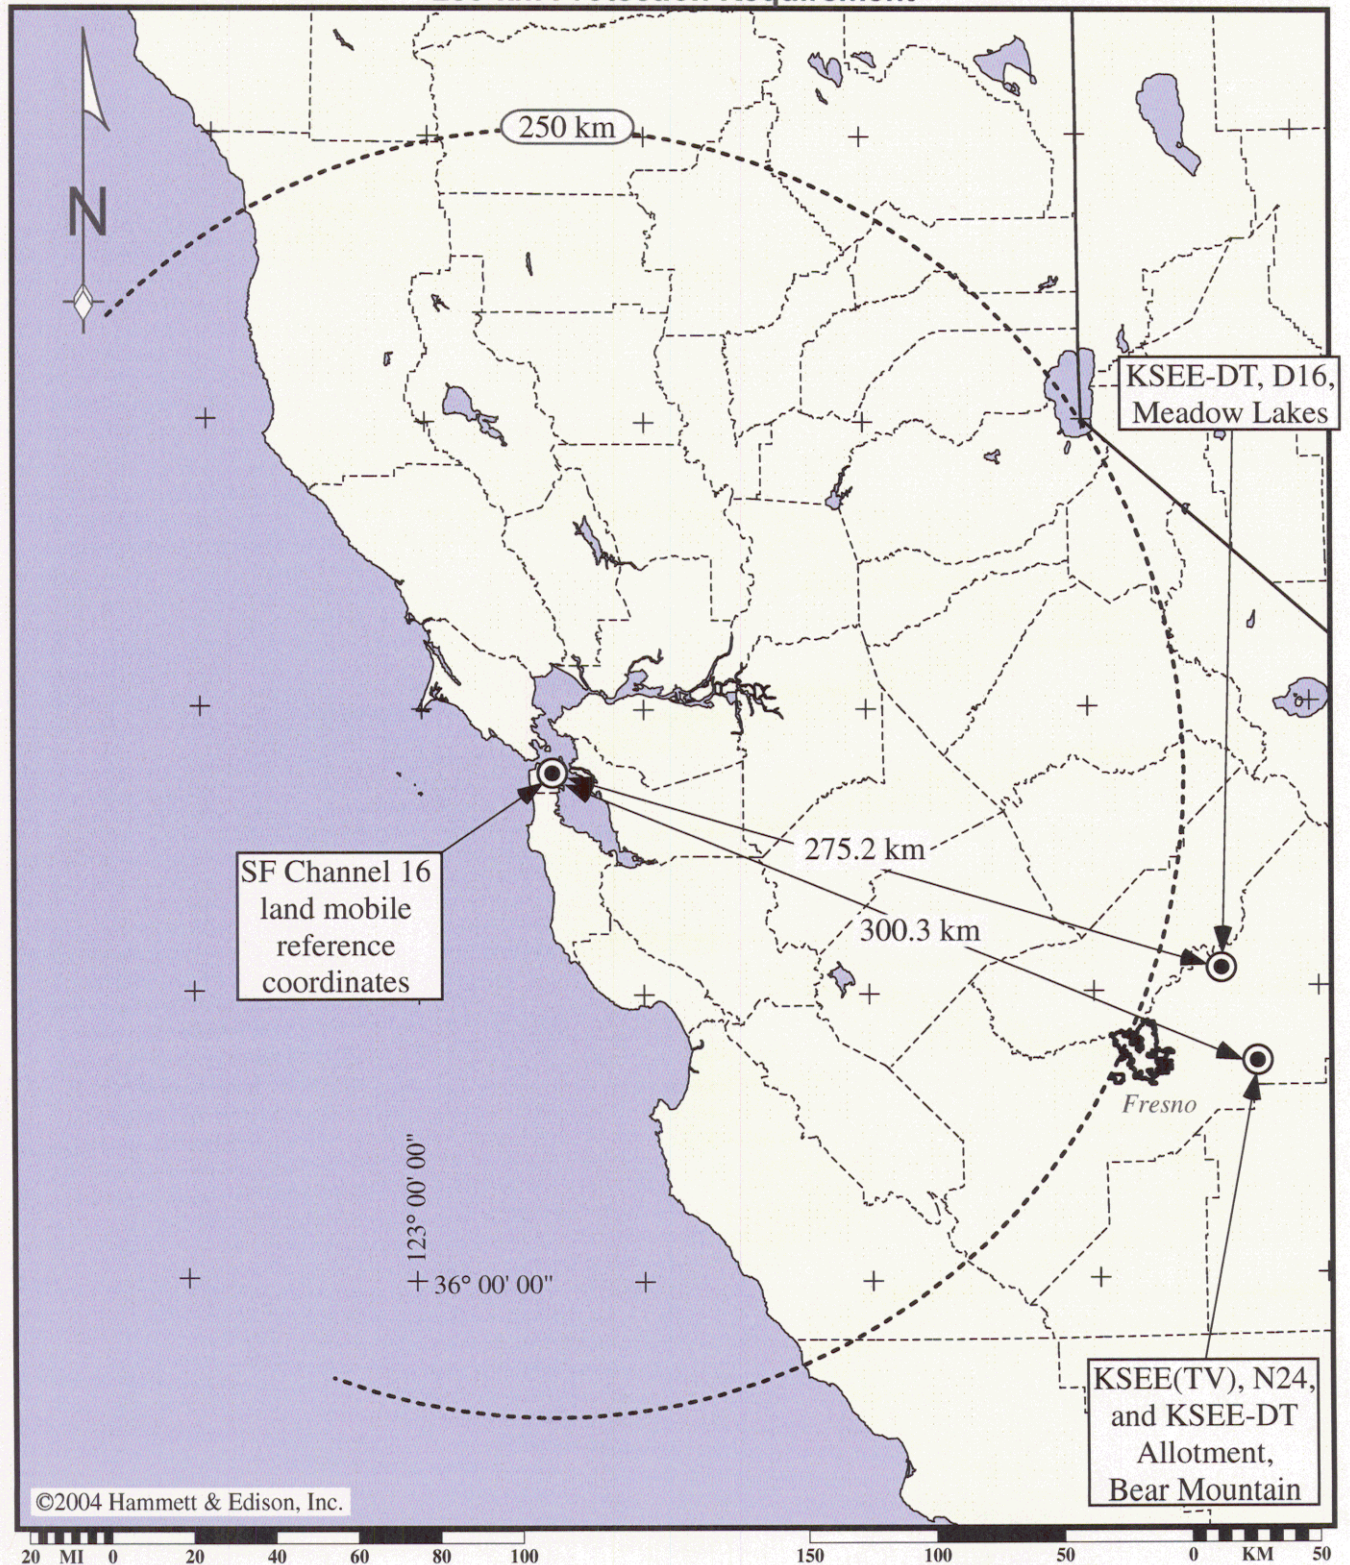 250 km
N
KSEE-DT, D16,
Meadow Lakes
275.2 km
SF Channel 16
land mobile
reference
coordinates
300.3 km
Fresno
123° 00' 00"
36° 00' 00"
KSEE(TV), N24,
and KSEE-DT
Allotment,
Bear Mountain
©2004 Hammett & Edison, Inc.
20 MI 0 20 40 60 80 100 150 100 50 0 KM 50